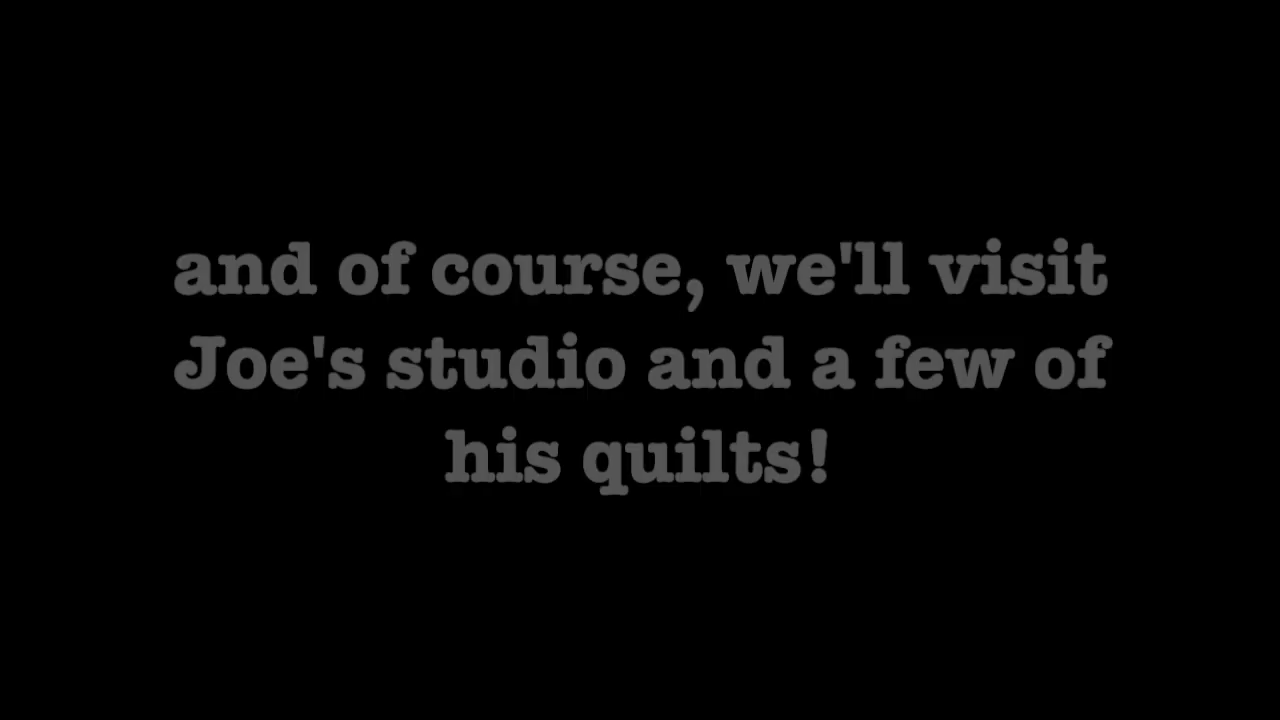 and of course, we'll visit
Joe's studio and a few of
his quilts!